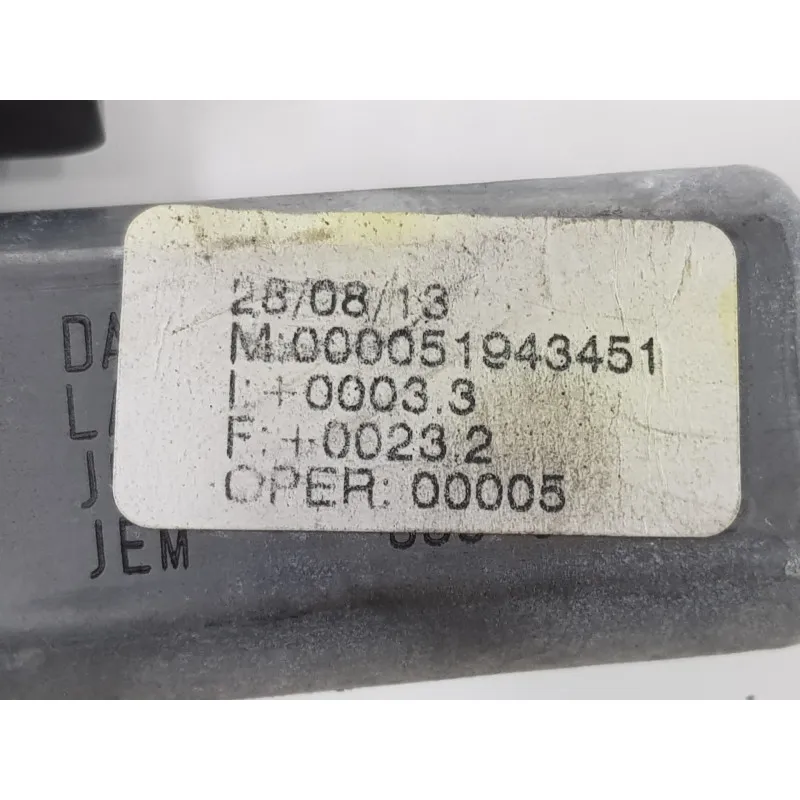 28/08/13
M:000051943451
I: +0003.3
F: +0023.2
OPER: 00005
JEM